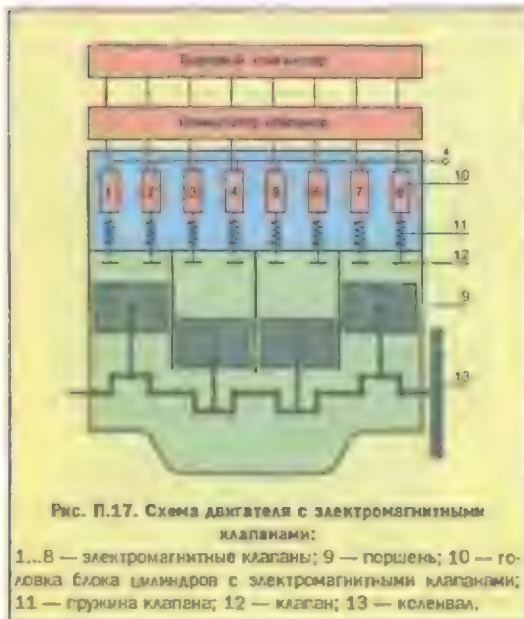 Бортовой компьютер
Коммутатор клапанов
1 2 3 4 5 6 7 8
10
11
12
9
13
Рис. П.17. Схема двигателя с электромагнитными
клапанами:
1...8 — электромагнитные клапаны; 9 — поршень; 10 — го-
ловка блока цилиндров с электромагнитными клапанами;
11 — пружина клапана; 12 — клапан; 13 — коленвал.